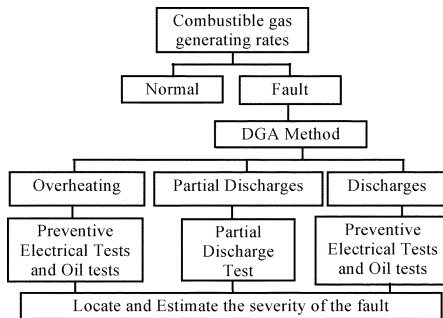 Combustible gas
generating rates
Normal
Fault
DGA Method
Overheating
Partial Discharges
Discharges
Preventive
Electrical Tests
and Oil tests
Partial
Discharge
Test
Preventive
Electrical Tests
and Oil tests
Locate and Estimate the severity of the fault